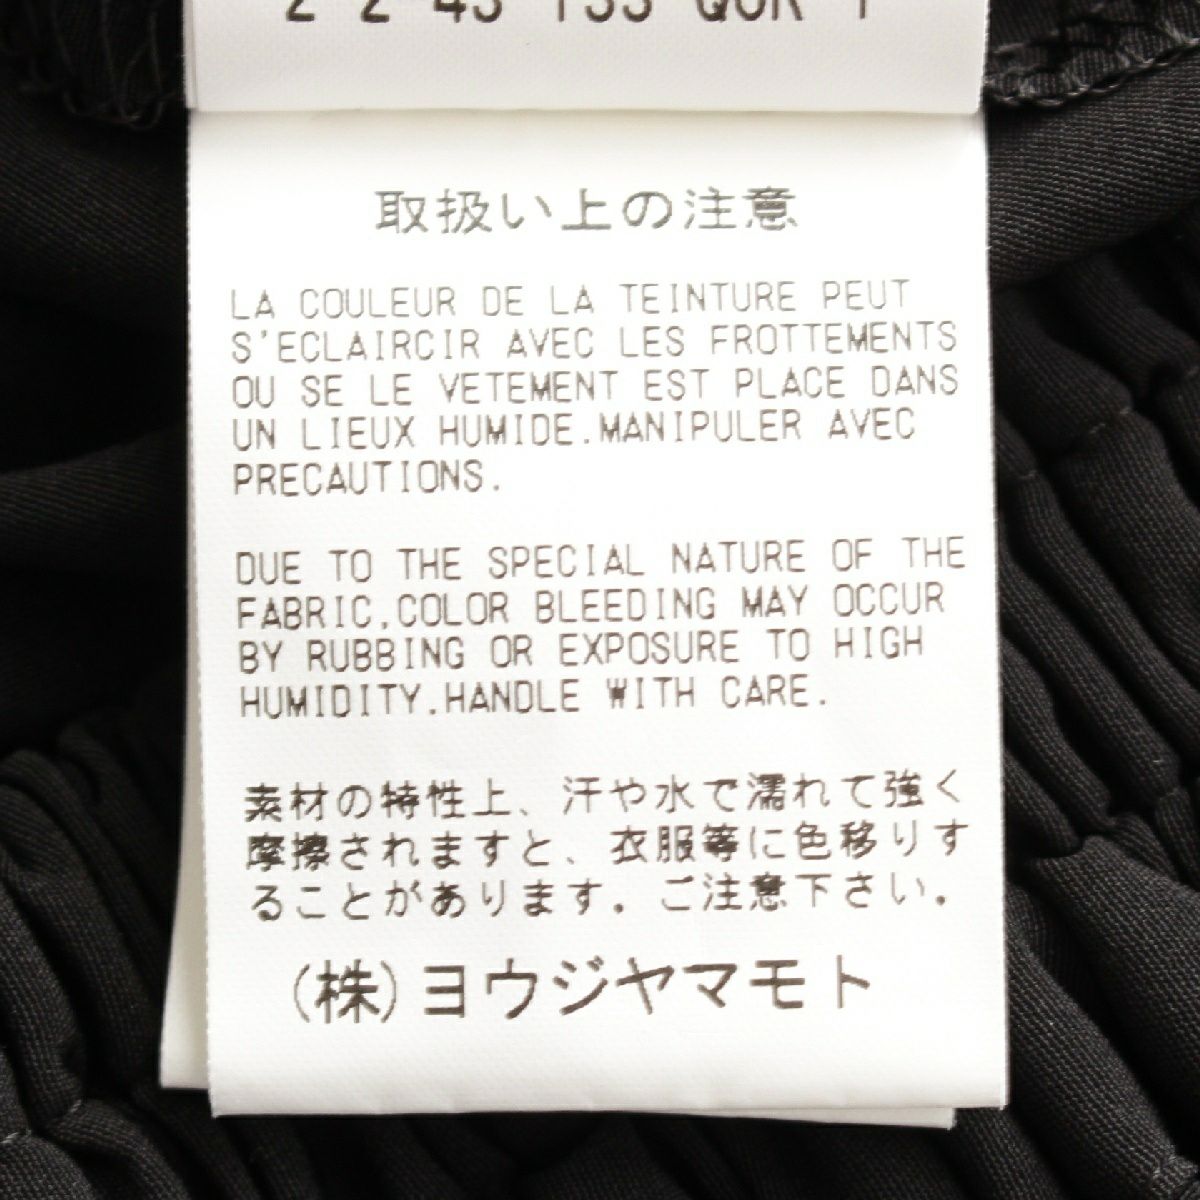 取扱い上の注意
LA COULEUR DE LA TEINTURE PEUT
S'ECLAIRCIR AVEC LES FROTTEMENTS
OU SE LE VETEMENT EST PLACE DANS
UN LIEUX HUMIDE.MANIPULER AVEC
PRECAUTIONS.
DUE TO THE SPECIAL NATURE OF THE
FABRIC,COLOR BLEEDING MAY OCCUR
BY RUBBING OR EXPOSURE TO HIGH
HUMIDITY.HANDLE WITH CARE.
素材の特性上、汗や水で濡れて強く
摩擦されますと、衣服等に色移りす
ることがあります。ご注意下さい。
(株)ヨウジヤマモト